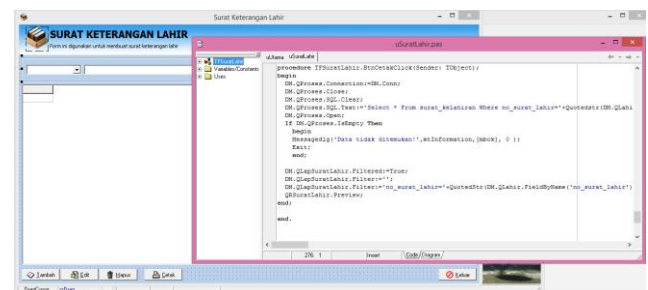 Surat Keterangan Lahir
SURAT KETERANGAN LAHIR
Form ini digunakan untuk membuat surat keterangan lahir
uSuratLahir.pas
TFSuratLahir
Variables/Constants
Uses
uUtama uSuratLahir
procedure TFSuratLahir.BtnCetakClick(Sender: TObject);
begin
DM.QProses.Connection:=DM.Conn;
DM.QProses.Close;
DM.QProses.SQL.Clear;
DM.QProses.SQL.Text:='Select * From surat_kelahiran Where no_surat_lahir='+Quotedstr(DM.QLahi
DM.QProses.Open;
If DM.QProses.IsEmpty Then
begin
Messagedlg('Data tidak ditemukan!',mtInformation,[mbok], 0 );
Exit;
end;
DM.QLapSuratLahir.Filtered:=True;
DM.QLapSuratLahir.Filter:='';
DM.QLapSuratLahir.Filter:='no_surat_lahir='+QuotedStr(DM.QLahir.FieldByName('no_surat_lahir')
QRSuratLahir.Preview;
end;
end.
276: 1 Insert Code/Diagram
Tambah Edit Hapus Cetak Keluar